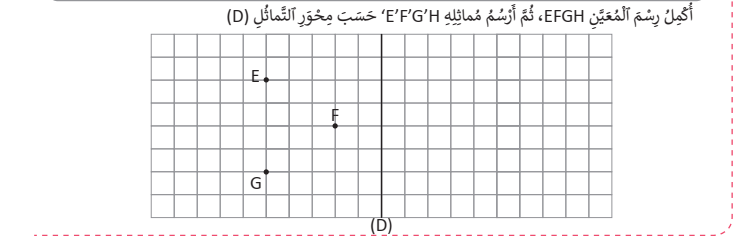 أُكْمِلُ رِسْمَ ٱلْمُعَيَّنِ EFGH، ثُمَّ أَرْسُمُ مُماثِلِهِ E’F’G’H’ حَسَبَ مِحْوَرِ ٱلتَّماثُلِ (D)
E
F
G
(D)